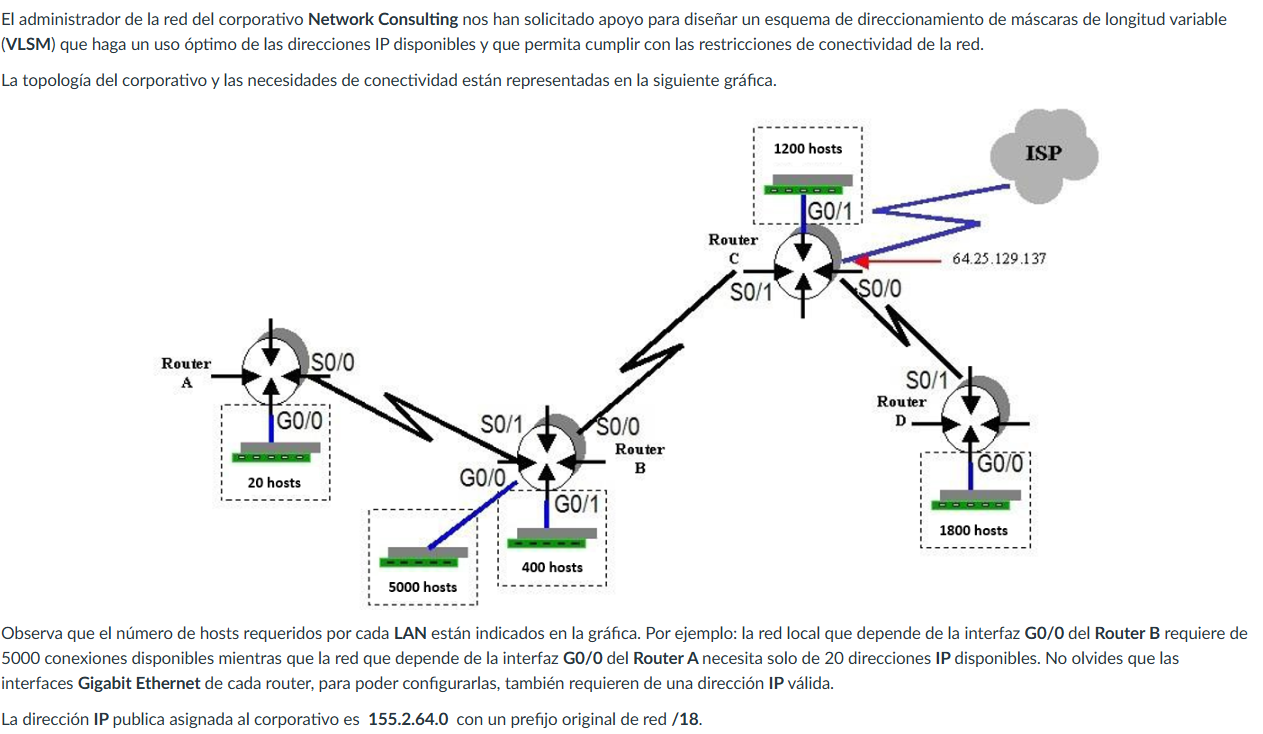 El administrador de la red del corporativo Network Consulting nos han solicitado apoyo para diseñar un esquema de direccionamiento de máscaras de longitud variable
(VLSM) que haga un uso óptimo de las direcciones IP disponibles y que permita cumplir con las restricciones de conectividad de la red.
La topología del corporativo y las necesidades de conectividad están representadas en la siguiente gráfica.
1200 hosts
ISP
G0/1
Router
C
64.25.129.137
S0/1
S0/0
Router
A
S0/0
G0/0
20 hosts
S0/1
S0/0
Router
B
G0/0
G0/1
5000 hosts
400 hosts
S0/1
Router
D
G0/0
1800 hosts
Observa que el número de hosts requeridos por cada LAN están indicados en la gráfica. Por ejemplo: la red local que depende de la interfaz G0/0 del Router B requiere de
5000 conexiones disponibles mientras que la red que depende de la interfaz G0/0 del Router A necesita solo de 20 direcciones IP disponibles. No olvides que las
interfaces Gigabit Ethernet de cada router, para poder configurarlas, también requieren de una dirección IP válida.
La dirección IP publica asignada al corporativo es 155.2.64.0 con un prefijo original de red /18.